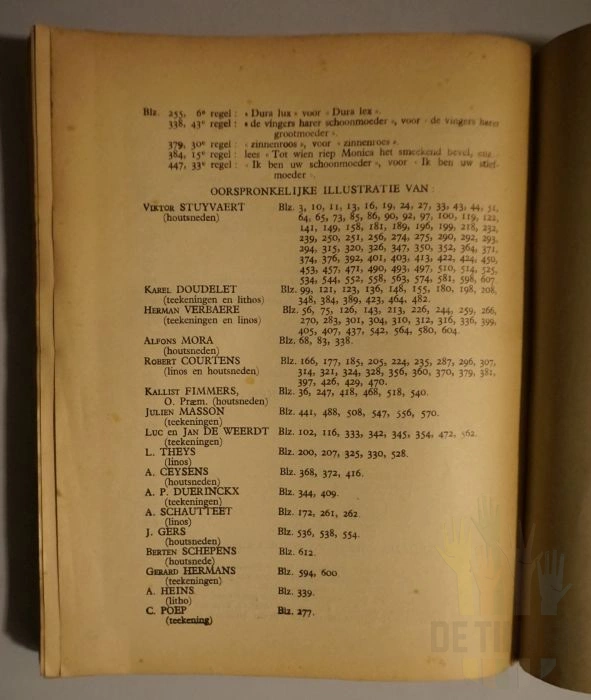 Blz. 255, 6e regel : « Dura lux » voor « Dura lex ».
338, 43e regel : « de vingers harer schoonmoeder », voor « de vingers harer
grootmoeder ».
379, 30e regel : « zinnenroos », voor « zinnenroes ».
384, 15e regel : lees « Tot wien riep Monica het smeekend bevel, enz
447, 33e regel : « Ik ben uw schoonmoeder », voor « Ik ben uw stief-
moeder ».
OORSPRONKELIJKE ILLUSTRATIE VAN :
Viktor STUYVAERT Blz. 3, 10, 11, 13, 16, 19, 24, 27, 33, 43, 44, 51,
(houtsneden) 64, 65, 73, 85, 86, 90, 92, 97, 100, 119, 122,
141, 149, 158, 181, 189, 196, 199, 218, 232,
239, 250, 251, 256, 274, 275, 290, 292, 293,
294, 315, 320, 326, 347, 350, 352, 364, 371,
374, 376, 392, 401, 403, 413, 422, 424, 450,
453, 457, 471, 490, 493, 497, 510, 514, 525,
534, 544, 552, 558, 563, 574, 581, 598, 607.
Karel DOUDELET Blz. 99, 121, 123, 136, 148, 155, 180, 198, 208,
(teekeningen en lithos) 348, 384, 389, 423, 464, 482.
Herman VERBAERE Blz. 56, 75, 126, 143, 213, 226, 244, 259, 266,
(teekeningen en linos) 270, 283, 301, 304, 310, 312, 316, 336, 399,
405, 407, 437, 542, 564, 580, 604.
Alfons MORA Blz. 68, 83, 338.
(houtsneden)
Robert COURTENS Blz. 166, 177, 185, 205, 224, 235, 287, 296, 307,
(linos en houtsneden) 314, 321, 324, 328, 356, 360, 370, 379, 381,
397, 426, 429, 470.
Kallist FIMMERS, Blz. 36, 247, 418, 468, 518, 540.
O. Præm. (houtsneden)
Julien MASSON Blz. 441, 488, 508, 547, 556, 570.
(teekeningen)
Luc en Jan DE WEERDT Blz. 102, 116, 333, 342, 345, 354, 472, 562.
(teekeningen)
L. THEYS Blz. 200, 207, 325, 330, 528.
(linos)
A. CEYSENS Blz. 368, 372, 416.
(houtsneden)
A. P. DUERINCKX Blz. 344, 409.
(teekeningen)
A. SCHAUTTEET Blz. 172, 261, 262.
(linos)
J. GERS Blz. 536, 538, 554.
(houtsneden)
Berten SCHEPENS Blz. 612.
(houtsnede)
Gerard HERMANS Blz. 594, 600.
(teekeningen)
A. HEINS Blz. 339.
(litho)
C. POEP Blz. 277.
(teekening)